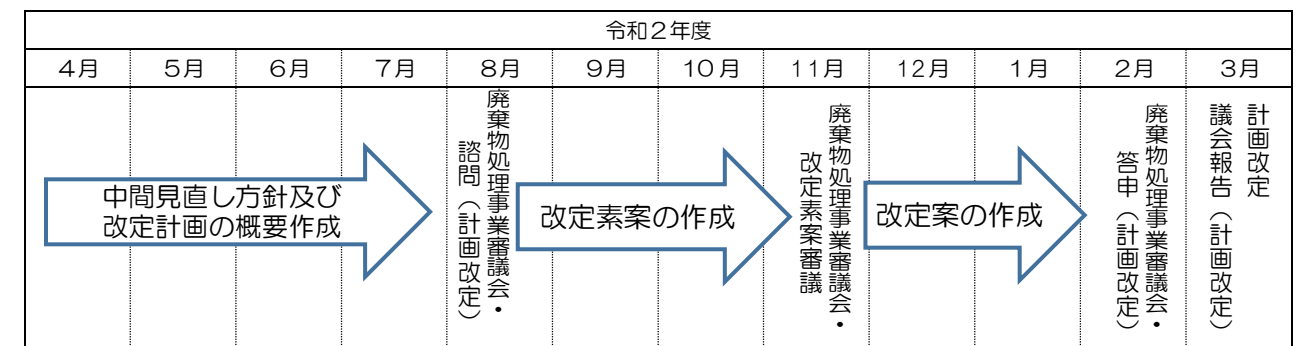 令和２年度
４月
５月
６月
７月
８月
９月
１０月
１１月
１２月
１月
２月
３月
中間見直し方針及び
改定計画の概要作成
廃棄物処理事業審議会・
諮問（計画改定）
改定素案の作成
廃棄物処理事業審議会・
改定素案審議
改定案の作成
廃棄物処理事業審議会・
答申（計画改定）
計画改定
議会報告（計画改定）